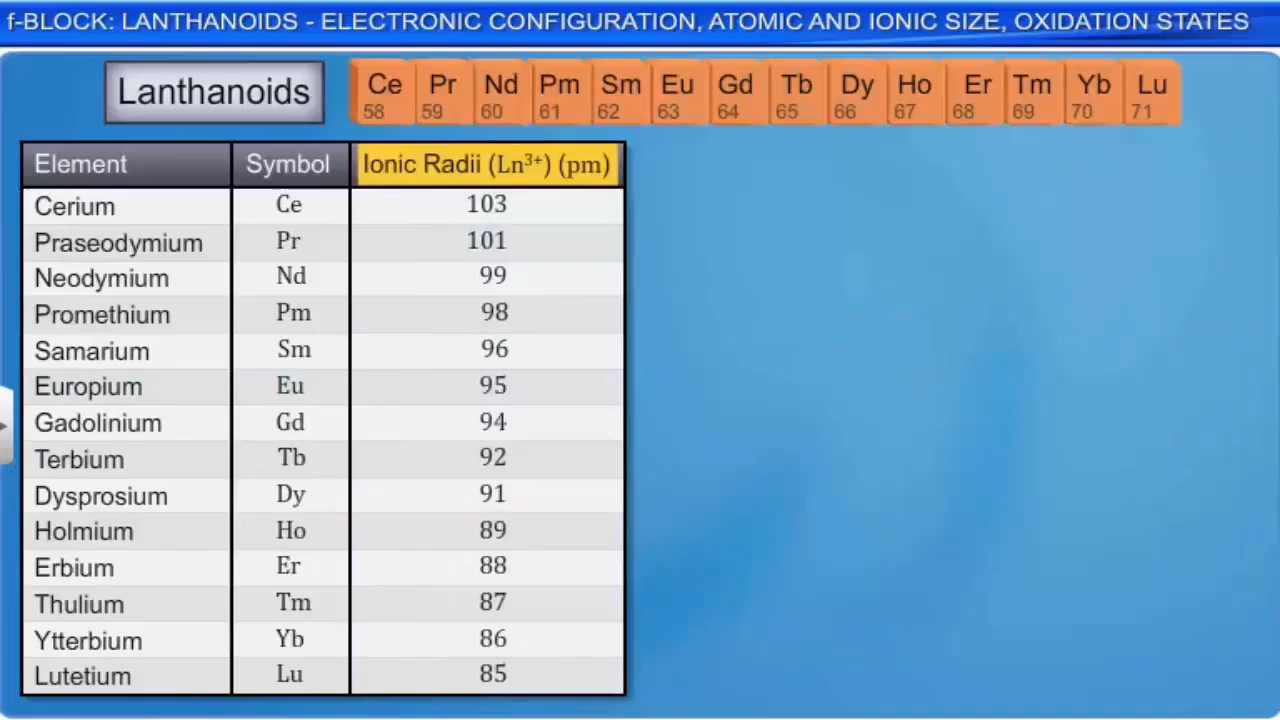 f-BLOCK: LANTHANOIDS - ELECTRONIC CONFIGURATION, ATOMIC AND IONIC SIZE, OXIDATION STATES
Lanthanoids
Ce Pr Nd Pm Sm Eu Gd Tb Dy Ho Er Tm Yb Lu
58 59 60 61 62 63 64 65 66 67 68 69 70 71
Element Symbol Ionic Radii (Ln³⁺) (pm)
Cerium Ce 103
Praseodymium Pr 101
Neodymium Nd 99
Promethium Pm 98
Samarium Sm 96
Europium Eu 95
Gadolinium Gd 94
Terbium Tb 92
Dysprosium Dy 91
Holmium Ho 89
Erbium Er 88
Thulium Tm 87
Ytterbium Yb 86
Lutetium Lu 85